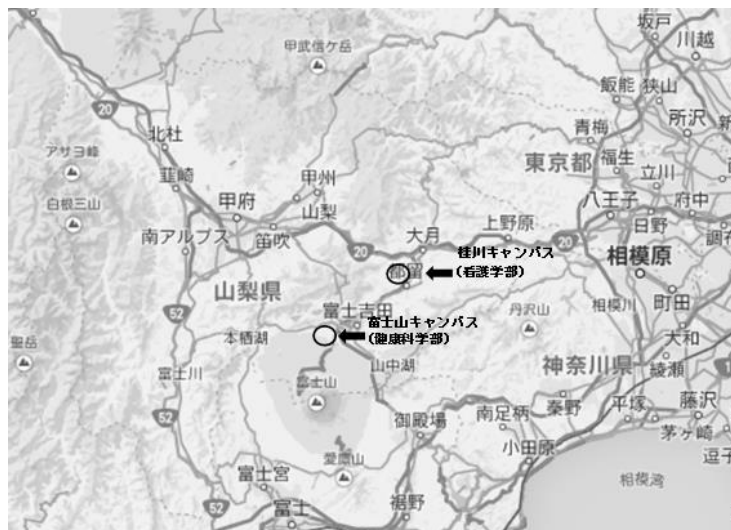 坂戸
甲武信ケ岳
川越
飯能
狭山
20
所沢
北杜
青梅
アサヨ峰
東京都
福生
韮崎
立川
白根三山
甲州
甲府
山梨
八王子
府中
大月
上野原
日野
南アルプス
笛吹
20
20
調布
桂川キャンパス
(看護学部)
相模原
都留
山梨県
52
富士吉田
丹沢山
相模川
町田
富士山キャンパス
(健康科学部)
本栖湖
大和
聖岳
山中湖
神奈川県
綾瀬
富士川
富士山
秦野
藤沢
52
御殿場
南足柄
平塚
茅ヶ崎
小田原
逗子
愛鷹山
富士宮
相模湾
52
裾野
富士